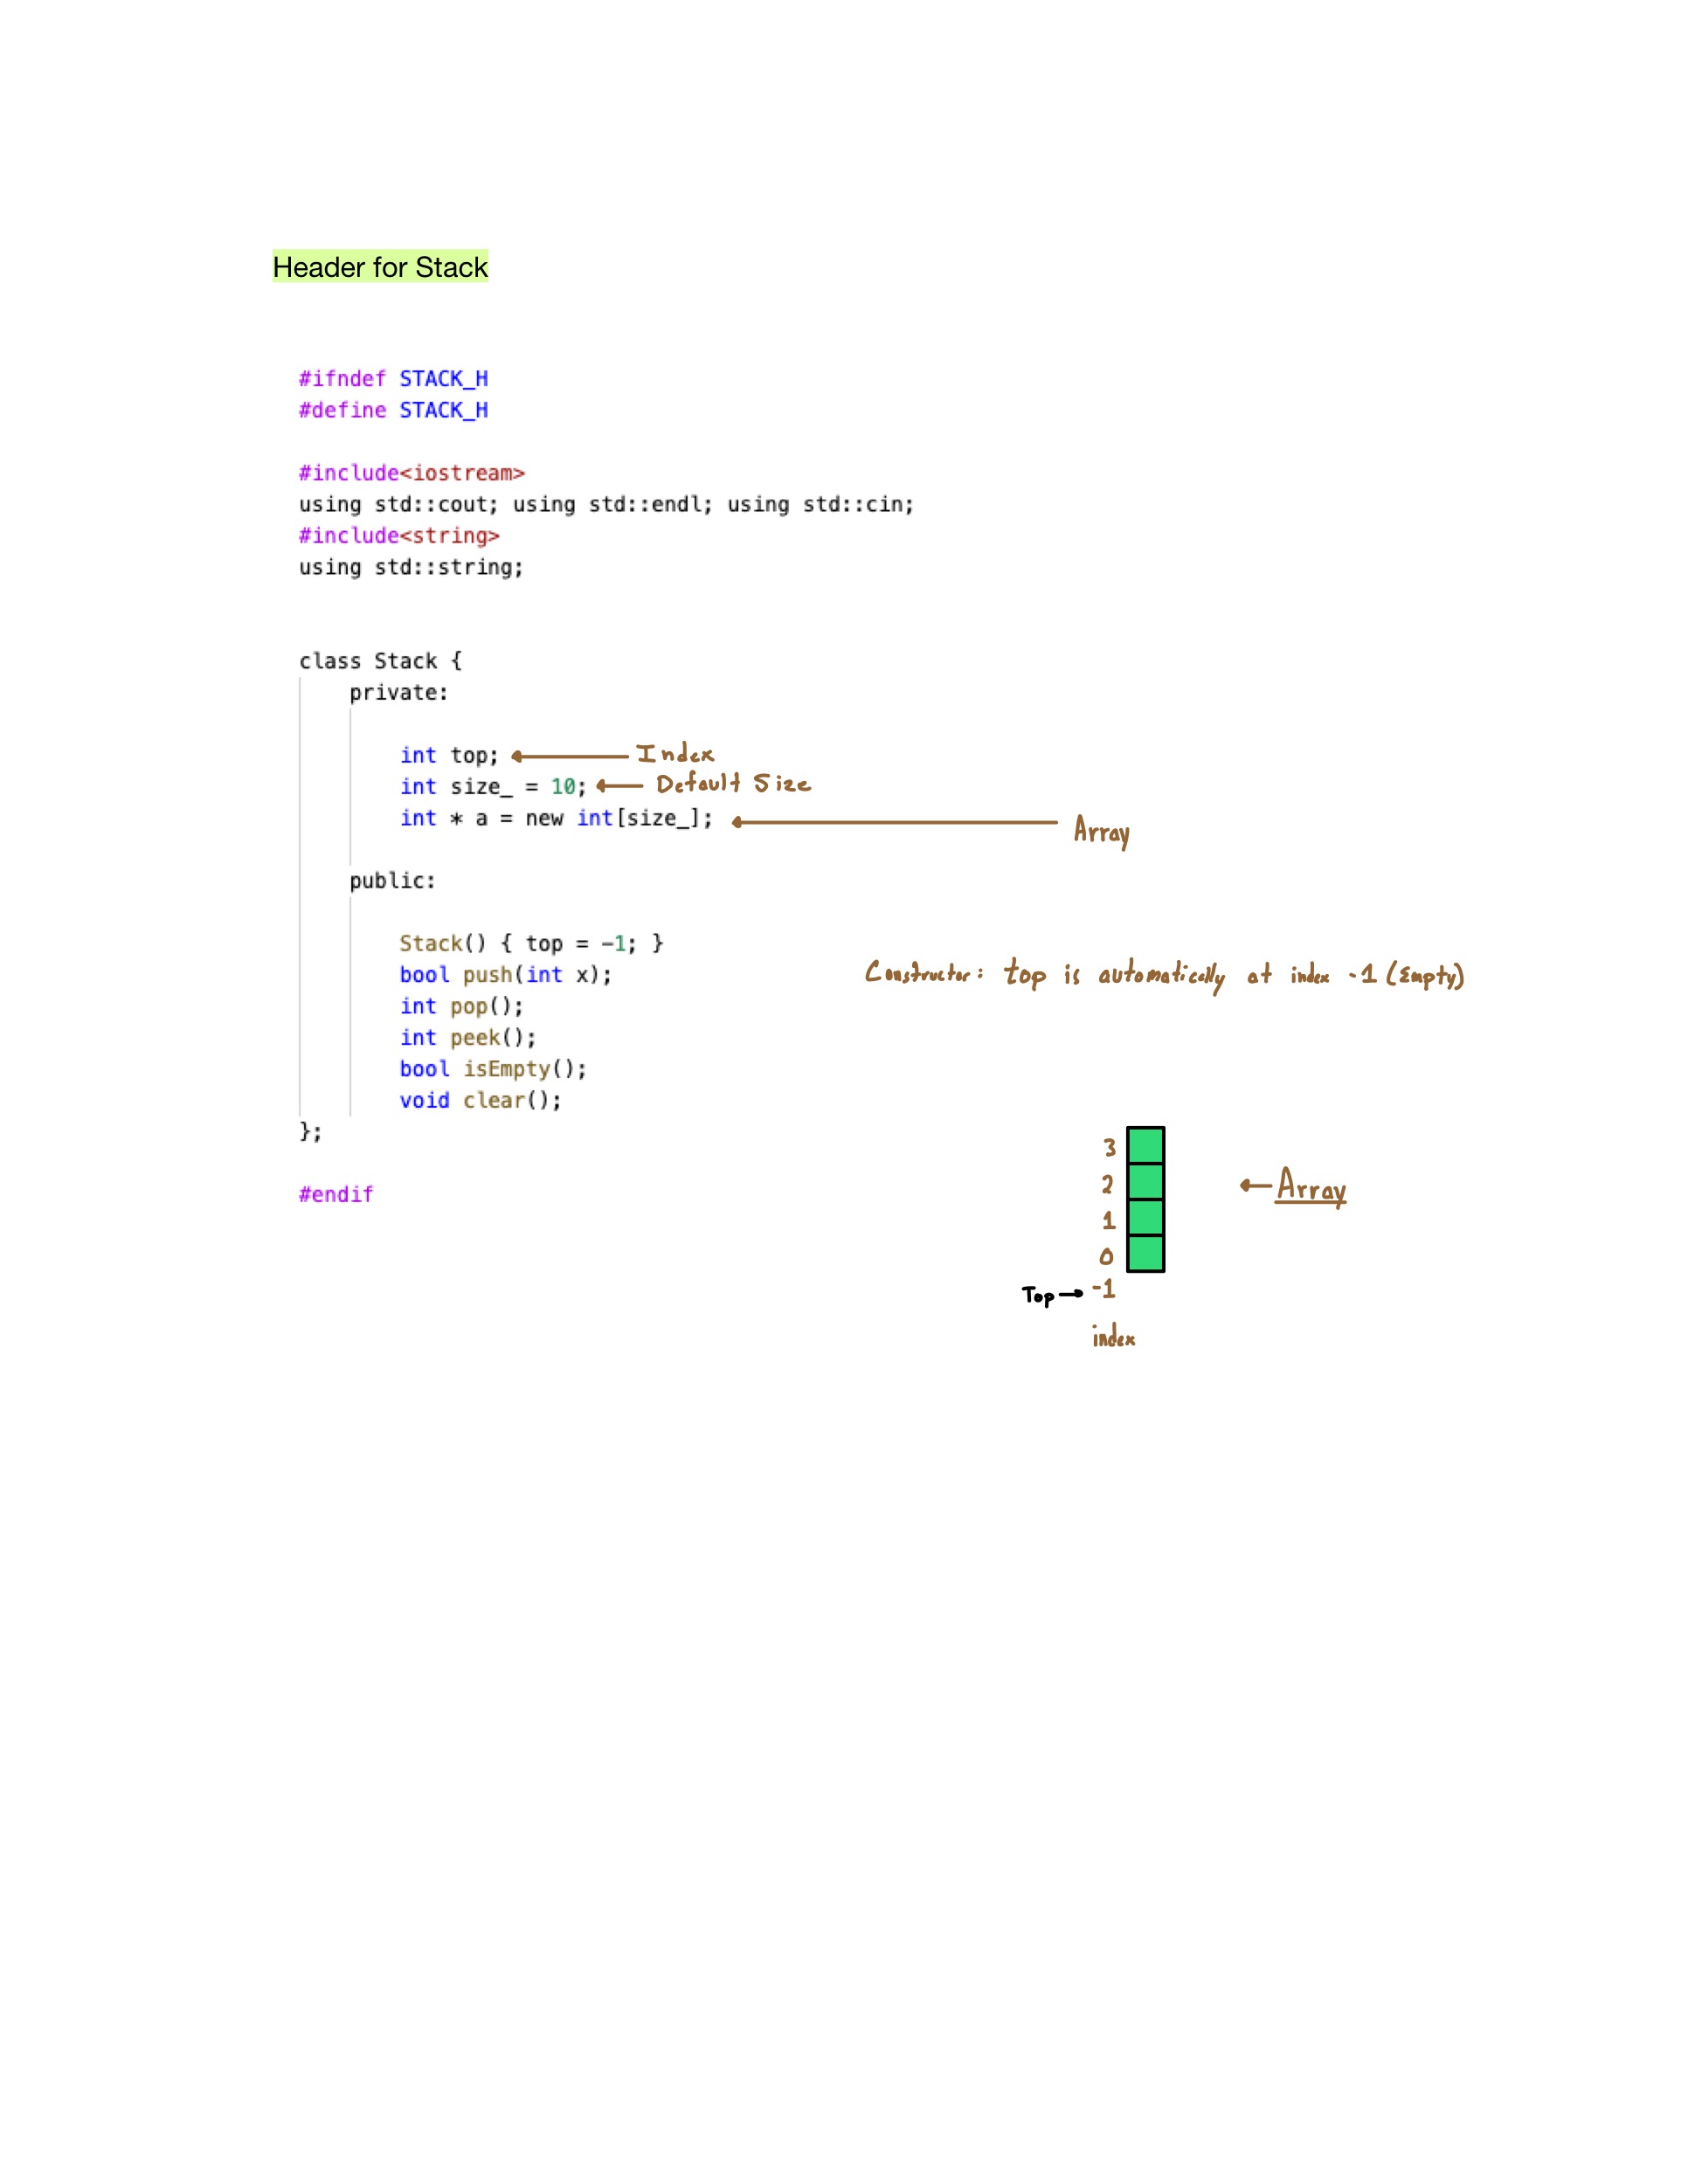 Header for Stack
#ifndef STACK_H
#define STACK_H
#include<iostream>
using std::cout; using std::endl; using std::cin;
#include<string>
using std::string;
class Stack {
private:
int top; Index
int size_ = 10; Default Size
int * a = new int[size_]; Array
public:
Stack() { top = -1; }
bool push(int x); Constructor: top is automatically at index -1 (Empty)
int pop();
int peek();
bool isEmpty();
void clear();
};
#endif
3
2 Array
1
0
Top -1
index